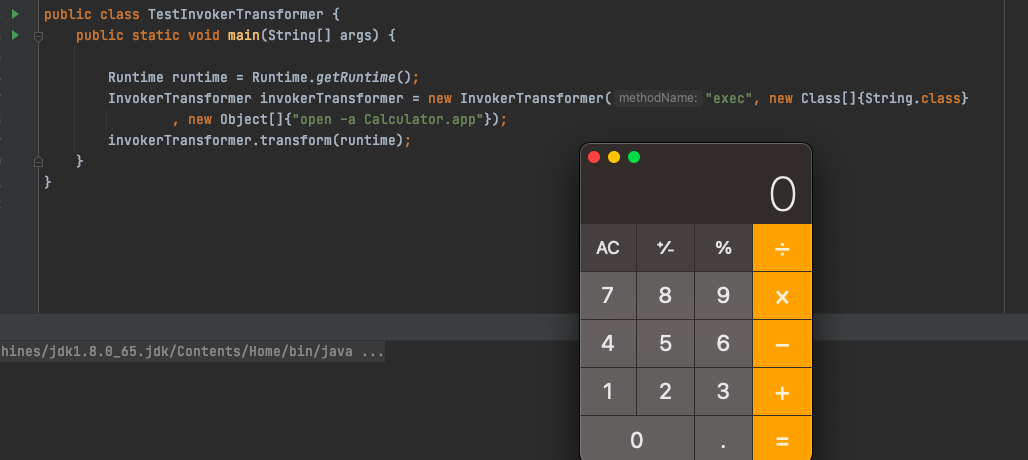 public class TestInvokerTransformer {
public static void main(String[] args) {
Runtime runtime = Runtime.getRuntime();
InvokerTransformer invokerTransformer = new InvokerTransformer( methodName: "exec", new Class[]{String.class}
, new Object[]{"open -a Calculator.app"});
invokerTransformer.transform(runtime);
}
}
0
AC ⁺∕₋ % ÷
7 8 9 ×
4 5 6 −
1 2 3 +
0 . =
hines/jdk1.8.0_65.jdk/Contents/Home/bin/java ...